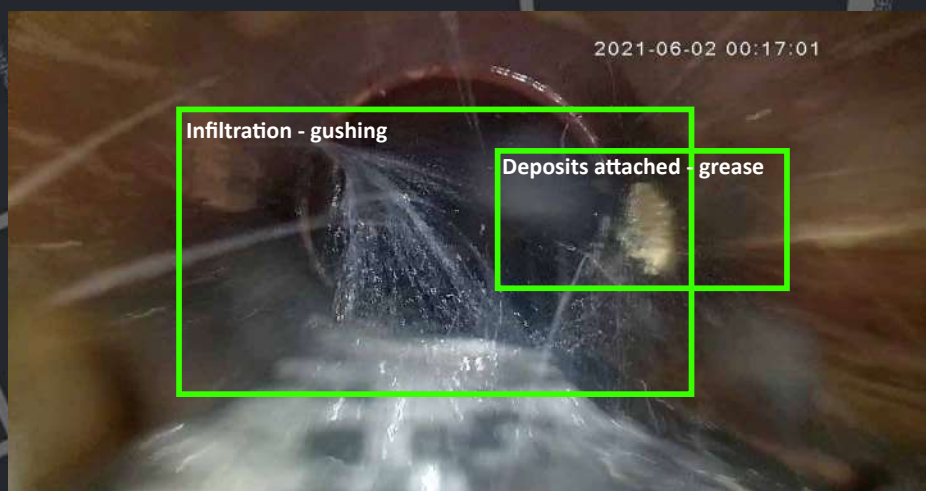 2021-06-02 00:17:01
Infiltration - gushing
Deposits attached - grease